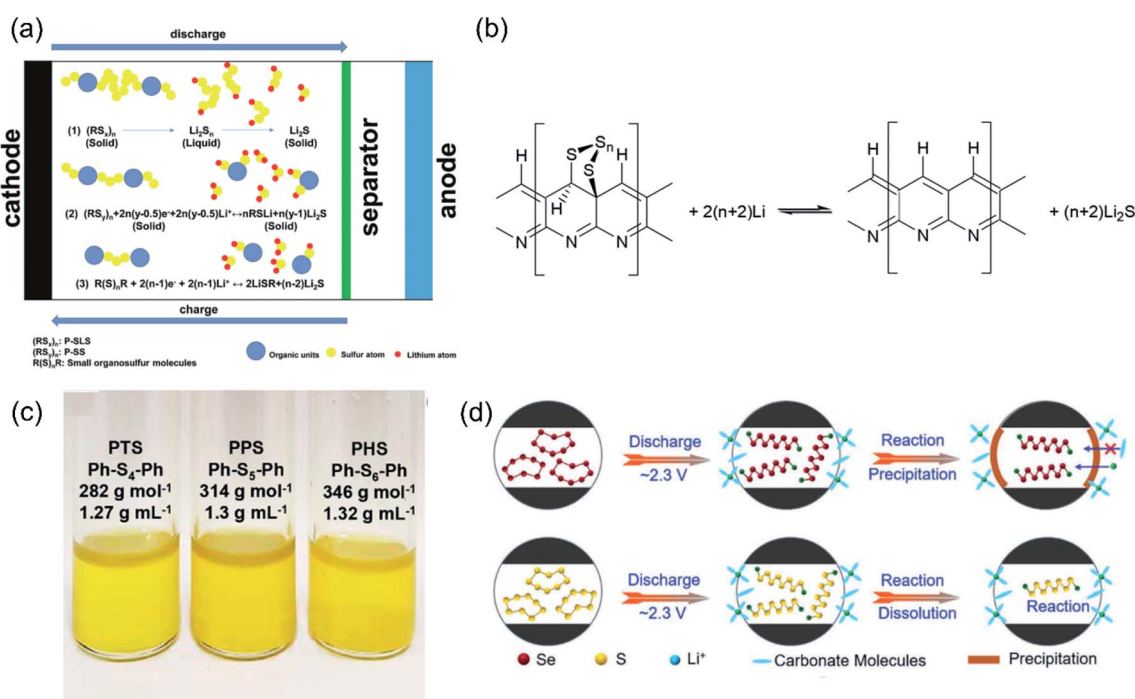 (a)
discharge
cathode
separator
anode
(1) (RSₓ)ₙ
(Solid)
Li₂Sₙ
(Liquid)
Li₂S
(Solid)
(2) (RSᵧ)ₙ+2n(y-0.5)e⁻+2n(y-0.5)Li⁺↔nRSLi+n(y-1)Li₂S
(Solid) (Solid)
(3) R(S)ₙR + 2(n-1)e⁻ + 2(n-1)Li⁺ ↔ 2LiSR+(n-2)Li₂S
charge
(RSₓ)ₙ: P-SLS
(RSᵧ)ₙ: P-SS
R(S)ₙR: Small organosulfur molecules
Organic units
Sulfur atom
Lithium atom
(b)
Sₙ
H S S H
H
N N N
+ 2(n+2)Li
H H H
N N N
+ (n+2)Li₂S
(c)
PTS
Ph-S₄-Ph
282 g mol⁻¹
1.27 g mL⁻¹
PPS
Ph-S₅-Ph
314 g mol⁻¹
1.3 g mL⁻¹
PHS
Ph-S₆-Ph
346 g mol⁻¹
1.32 g mL⁻¹
(d)
Discharge
~2.3 V
Reaction
Precipitation
Discharge
~2.3 V
Reaction
Dissolution
Reaction
Se
S
Li⁺
Carbonate Molecules
Precipitation